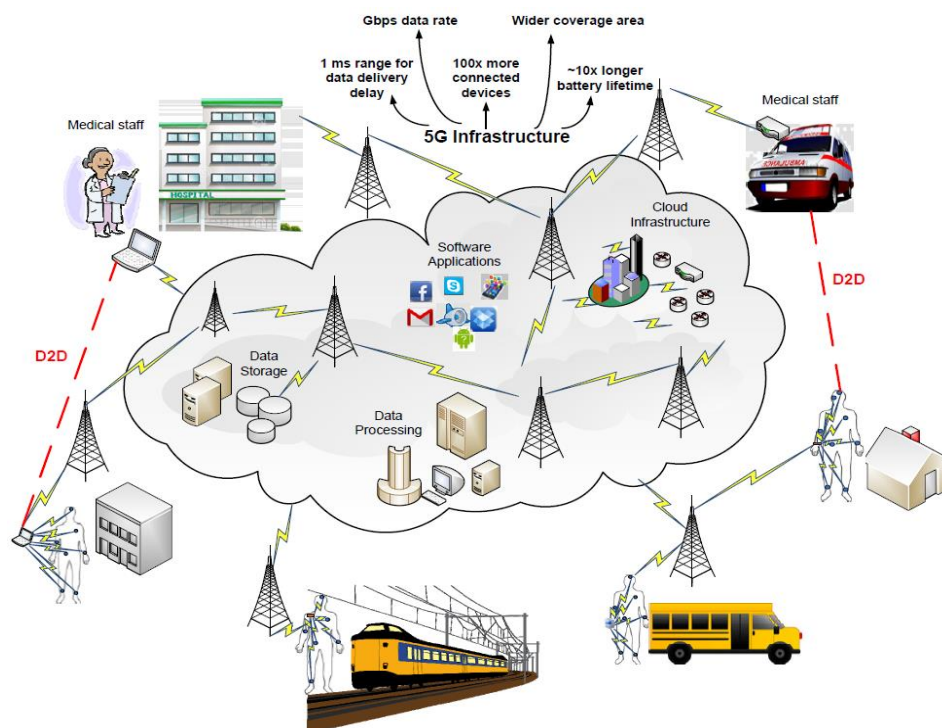 Gbps data rate
Wider coverage area
1 ms range for
data delivery
delay
100x more
connected
devices
~10x longer
battery lifetime
5G Infrastructure
Medical staff
Medical staff
HOSPITAL
AMBULANCE
Cloud
Infrastructure
Software
Applications
D2D
D2D
Data
Storage
Data
Processing